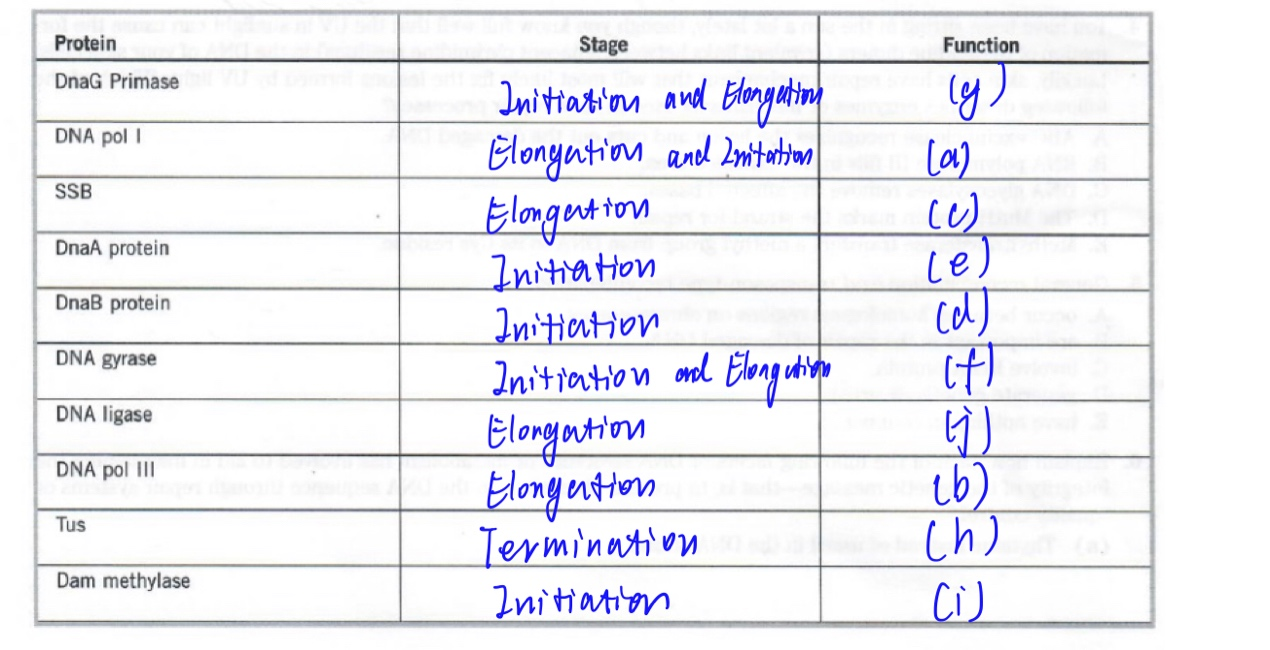 Protein Stage Function
DnaG Primase Initiation and Elongation (g)
DNA pol I Elongation and Initation (a)
SSB Elongation (c)
DnaA protein Initiation (e)
DnaB protein Initiation (d)
DNA gyrase Initiation and Elongation (f)
DNA ligase Elongation (j)
DNA pol III Elongation (b)
Tus Termination (h)
Dam methylase Initiation (i)